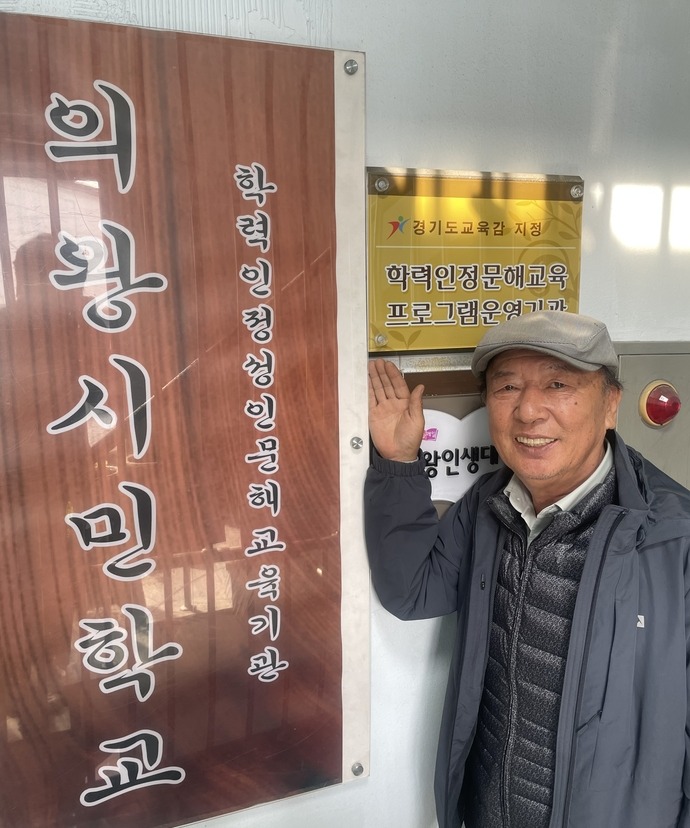 의왕시민학교
학력인정성인문해교육기관
경기도교육감 지정
학력인정문해교육
프로그램운영기관
왕인생대